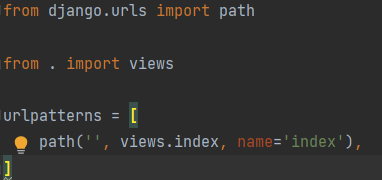 from django.urls import path
from . import views
urlpatterns = [
path('', views.index, name='index'),
]